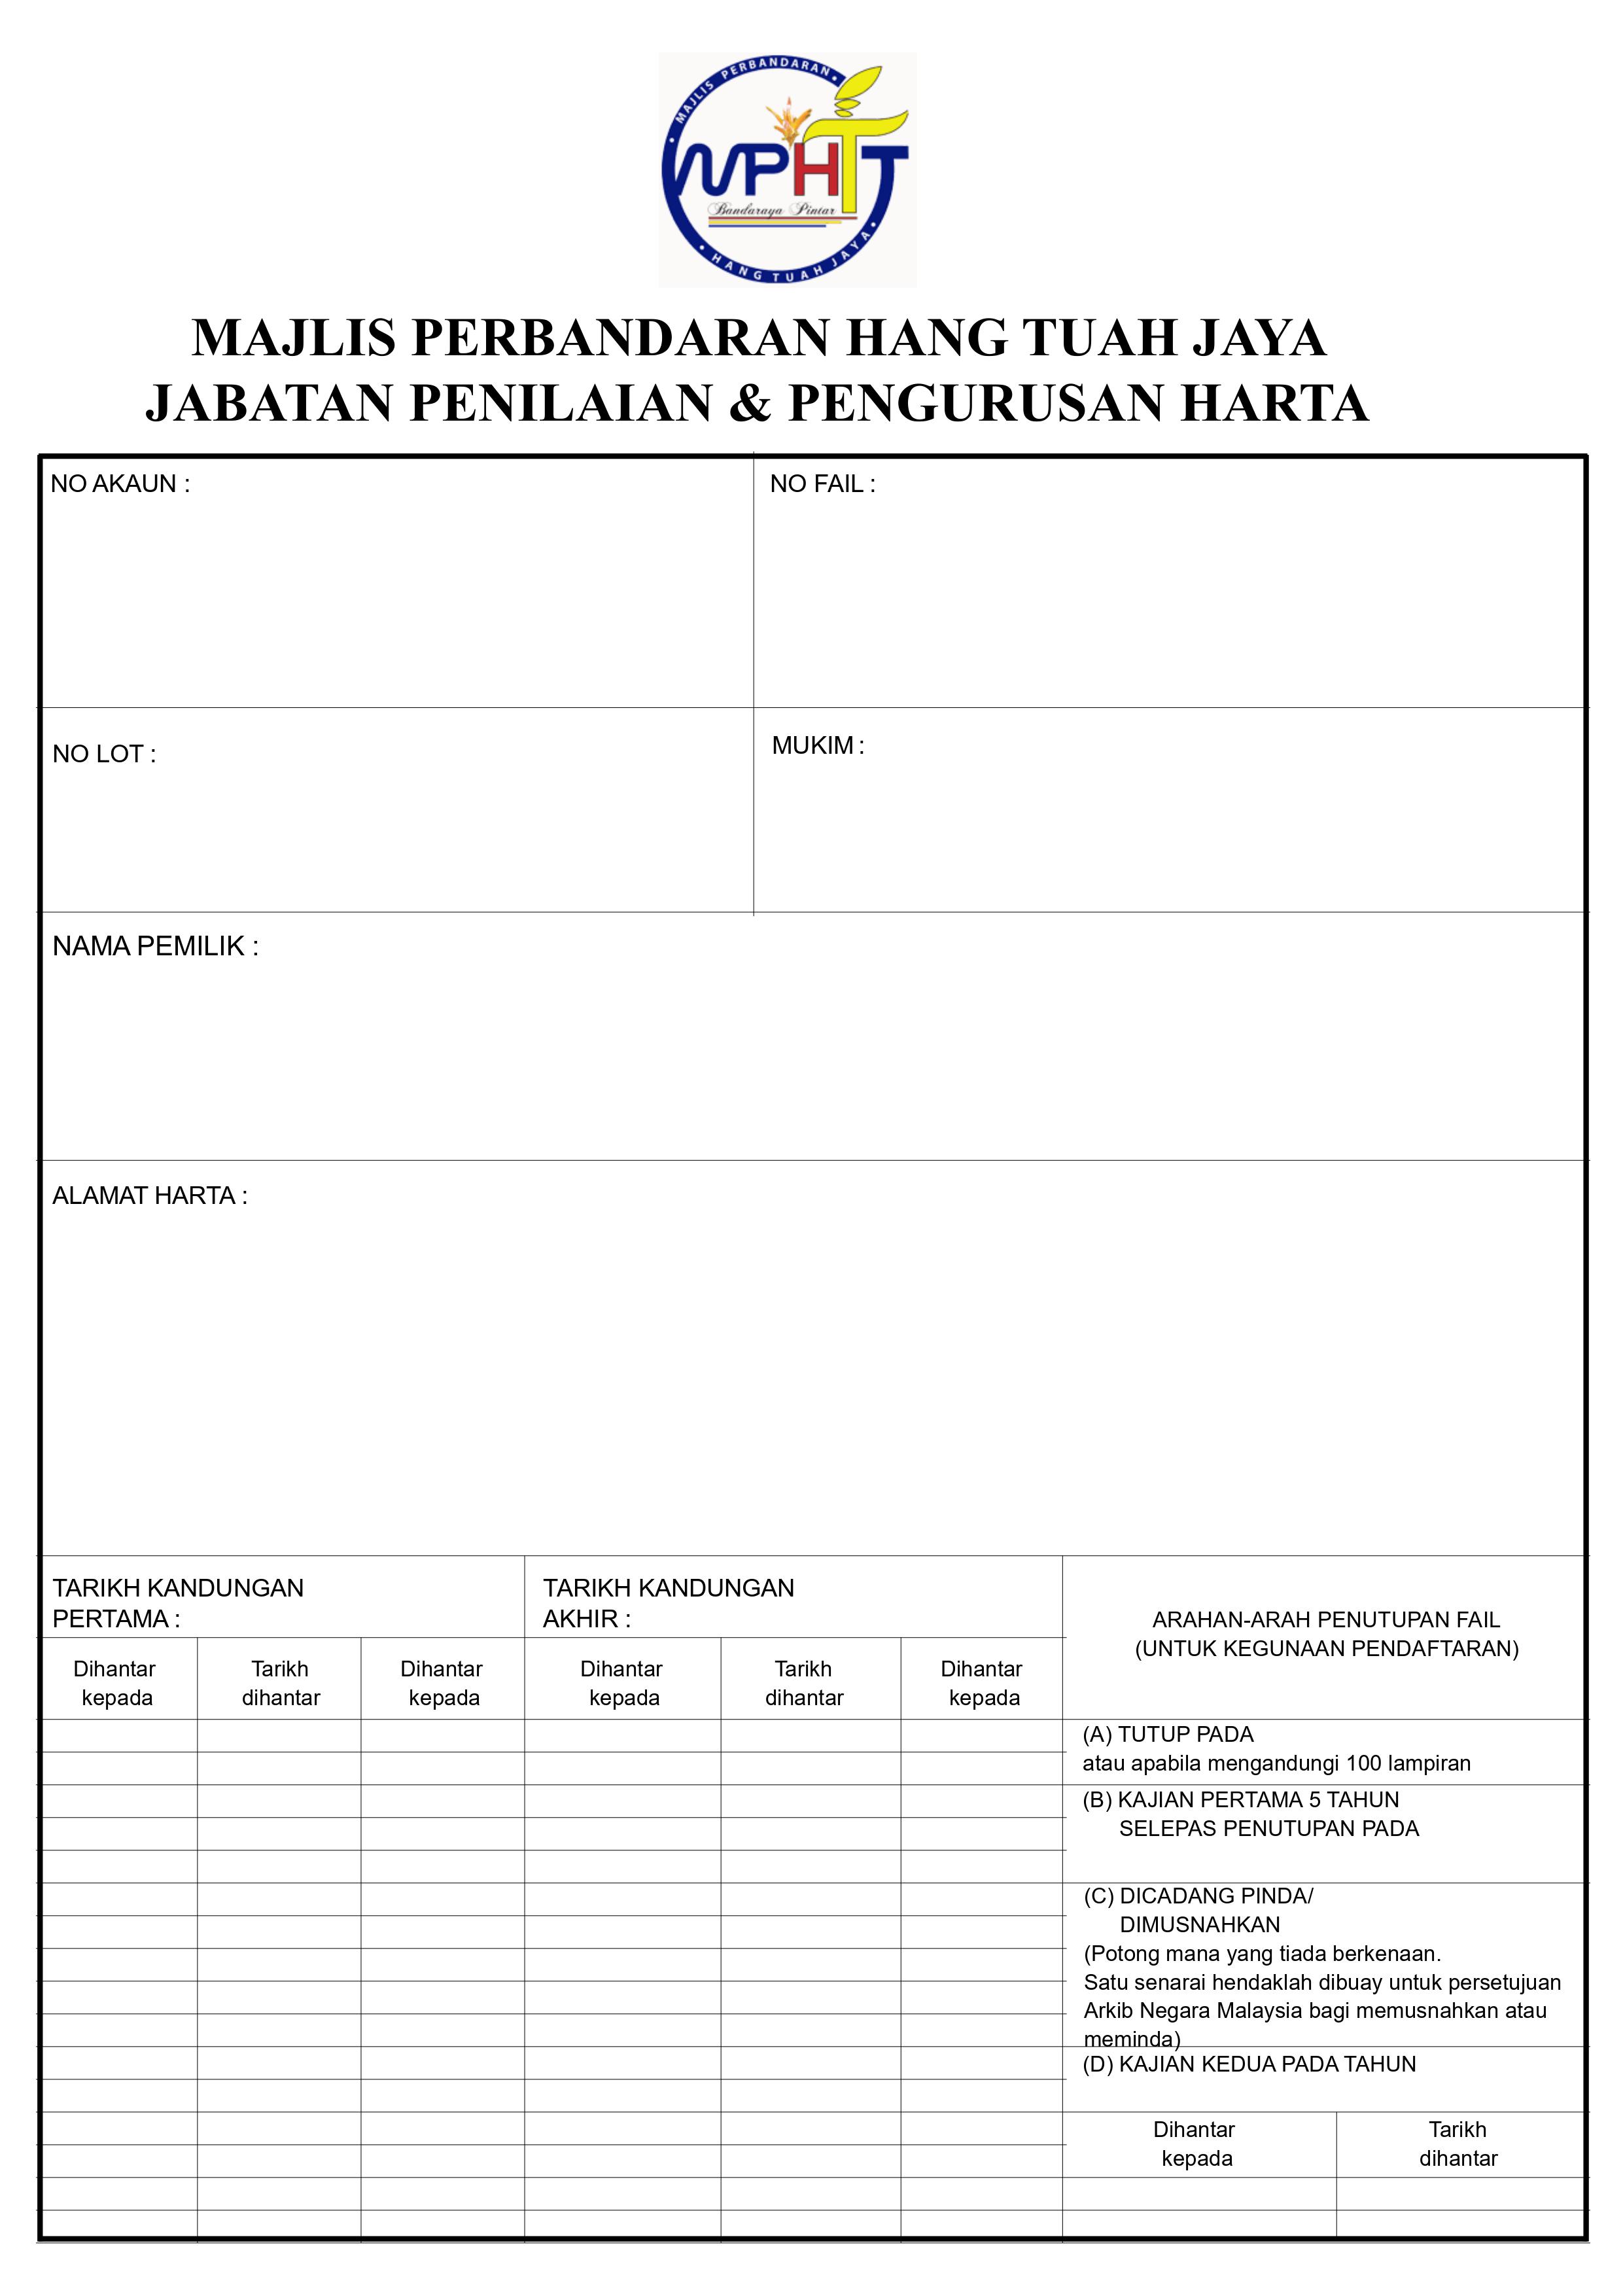 MAJLIS PERBANDARAN
MPHTJ
Bandaraya Pintar
HANG TUAH JAYA
MAJLIS PERBANDARAN HANG TUAH JAYA
JABATAN PENILAIAN & PENGURUSAN HARTA
NO AKAUN :
NO FAIL :
NO LOT :
MUKIM :
NAMA PEMILIK :
ALAMAT HARTA :
TARIKH KANDUNGAN
PERTAMA :
TARIKH KANDUNGAN
AKHIR :
ARAHAN-ARAH PENUTUPAN FAIL
(UNTUK KEGUNAAN PENDAFTARAN)
Dihantar
kepada
Tarikh
dihantar
Dihantar
kepada
Dihantar
kepada
Tarikh
dihantar
Dihantar
kepada
(A) TUTUP PADA
atau apabila mengandungi 100 lampiran
(B) KAJIAN PERTAMA 5 TAHUN
SELEPAS PENUTUPAN PADA
(C) DICADANG PINDA/
DIMUSNAHKAN
(Potong mana yang tiada berkenaan.
Satu senarai hendaklah dibuay untuk persetujuan
Arkib Negara Malaysia bagi memusnahkan atau
meminda)
(D) KAJIAN KEDUA PADA TAHUN
Dihantar
kepada
Tarikh
dihantar